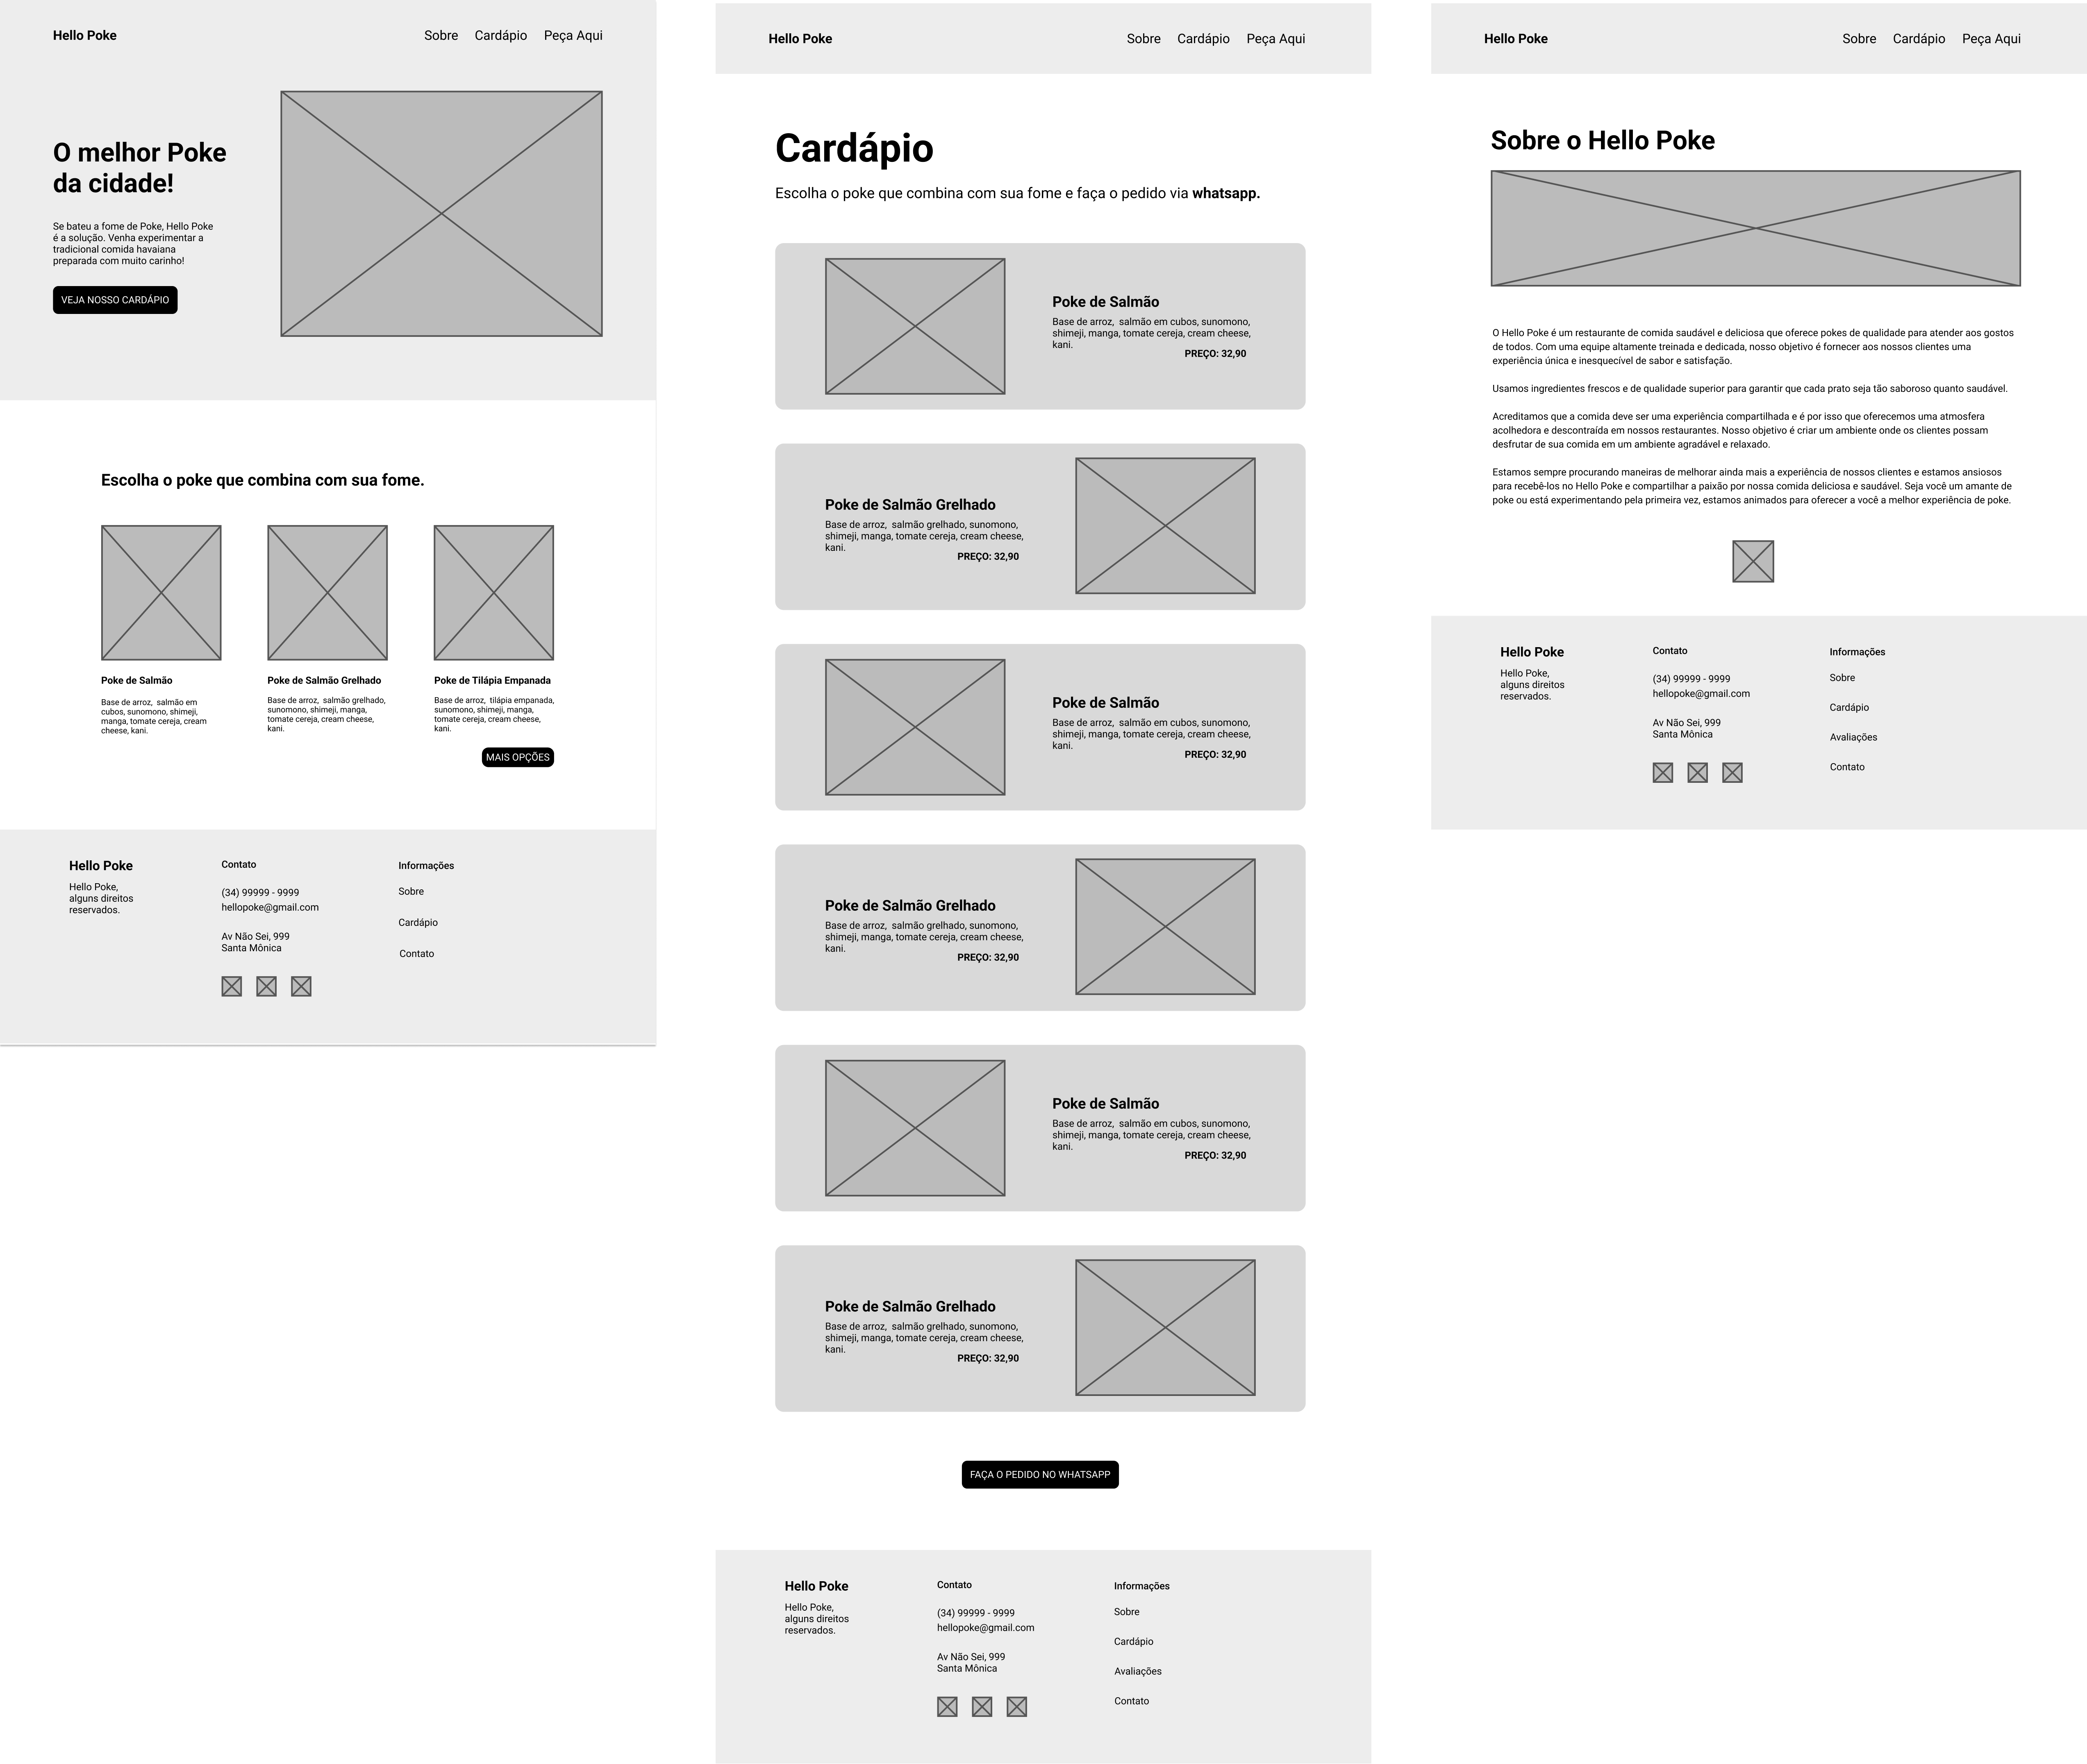 Hello Poke
Sobre Cardápio Peça Aqui
O melhor Poke
da cidade!
Se bateu a fome de Poke, Hello Poke
é a solução. Venha experimentar a
tradicional comida havaiana
preparada com muito carinho!
VEJA NOSSO CARDÁPIO
Escolha o poke que combina com sua fome.
Poke de Salmão
Base de arroz, salmão em
cubos, sunomono, shimeji,
manga, tomate cereja, cream
cheese, kani.
Poke de Salmão Grelhado
Base de arroz, salmão grelhado,
sunomono, shimeji, manga,
tomate cereja, cream cheese,
kani.
Poke de Tilápia Empanada
Base de arroz, tilápia empanada,
sunomono, shimeji, manga,
tomate cereja, cream cheese,
kani.
MAIS OPÇÕES
Hello Poke
Hello Poke,
alguns direitos
reservados.
Contato
(34) 99999 - 9999
hellopoke@gmail.com
Av Não Sei, 999
Santa Mônica
Informações
Sobre
Cardápio
Contato
Hello Poke
Sobre Cardápio Peça Aqui
Cardápio
Escolha o poke que combina com sua fome e faça o pedido via whatsapp.
Poke de Salmão
Base de arroz, salmão em cubos, sunomono,
shimeji, manga, tomate cereja, cream cheese,
kani.
PREÇO: 32,90
Poke de Salmão Grelhado
Base de arroz, salmão grelhado, sunomono,
shimeji, manga, tomate cereja, cream cheese,
kani.
PREÇO: 32,90
Poke de Salmão
Base de arroz, salmão em cubos, sunomono,
shimeji, manga, tomate cereja, cream cheese,
kani.
PREÇO: 32,90
Poke de Salmão Grelhado
Base de arroz, salmão grelhado, sunomono,
shimeji, manga, tomate cereja, cream cheese,
kani.
PREÇO: 32,90
Poke de Salmão
Base de arroz, salmão em cubos, sunomono,
shimeji, manga, tomate cereja, cream cheese,
kani.
PREÇO: 32,90
Poke de Salmão Grelhado
Base de arroz, salmão grelhado, sunomono,
shimeji, manga, tomate cereja, cream cheese,
kani.
PREÇO: 32,90
FAÇA O PEDIDO NO WHATSAPP
Hello Poke
Hello Poke,
alguns direitos
reservados.
Contato
(34) 99999 - 9999
hellopoke@gmail.com
Av Não Sei, 999
Santa Mônica
Informações
Sobre
Cardápio
Avaliações
Contato
Hello Poke
Sobre Cardápio Peça Aqui
Sobre o Hello Poke
O Hello Poke é um restaurante de comida saudável e deliciosa que oferece pokes de qualidade para atender aos gostos
de todos. Com uma equipe altamente treinada e dedicada, nosso objetivo é fornecer aos nossos clientes uma
experiência única e inesquecível de sabor e satisfação.
Usamos ingredientes frescos e de qualidade superior para garantir que cada prato seja tão saboroso quanto saudável.
Acreditamos que a comida deve ser uma experiência compartilhada e é por isso que oferecemos uma atmosfera
acolhedora e descontraída em nossos restaurantes. Nosso objetivo é criar um ambiente onde os clientes possam
desfrutar de sua comida em um ambiente agradável e relaxado.
Estamos sempre procurando maneiras de melhorar ainda mais a experiência de nossos clientes e estamos ansiosos
para recebê-los no Hello Poke e compartilhar a paixão por nossa comida deliciosa e saudável. Seja você um amante de
poke ou está experimentando pela primeira vez, estamos animados para oferecer a você a melhor experiência de poke.
Hello Poke
Hello Poke,
alguns direitos
reservados.
Contato
(34) 99999 - 9999
hellopoke@gmail.com
Av Não Sei, 999
Santa Mônica
Informações
Sobre
Cardápio
Avaliações
Contato